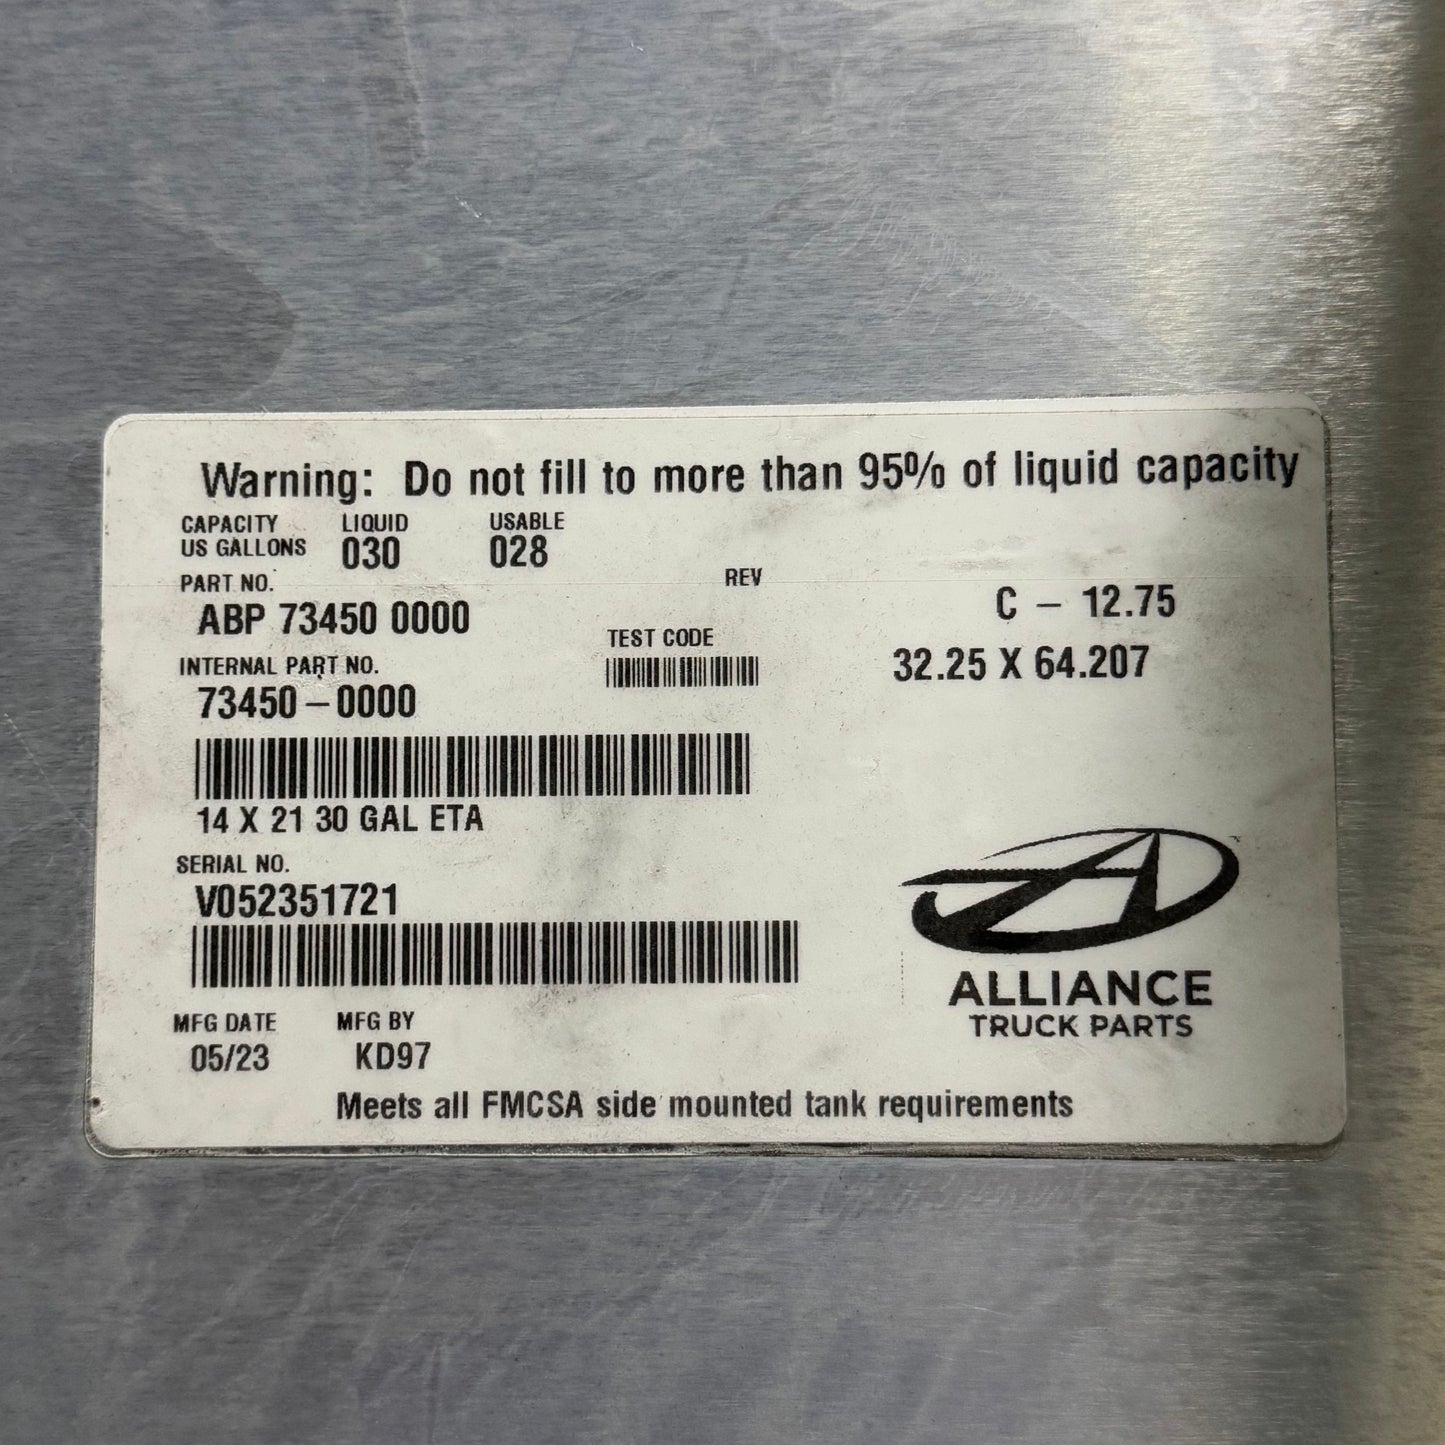 Warning: Do not fill to more than 95% of liquid capacity
CAPACITY LIQUID USABLE
US GALLONS 030 028
PART NO. REV
ABP 73450 0000 C – 12.75
TEST CODE
INTERNAL PART NO. 32.25 X 64.207
73450–0000
14 X 21 30 GAL ETA
SERIAL NO.
V052351721
ALLIANCE
TRUCK PARTS
MFG DATE MFG BY
05/23 KD97
Meets all FMCSA side mounted tank requirements